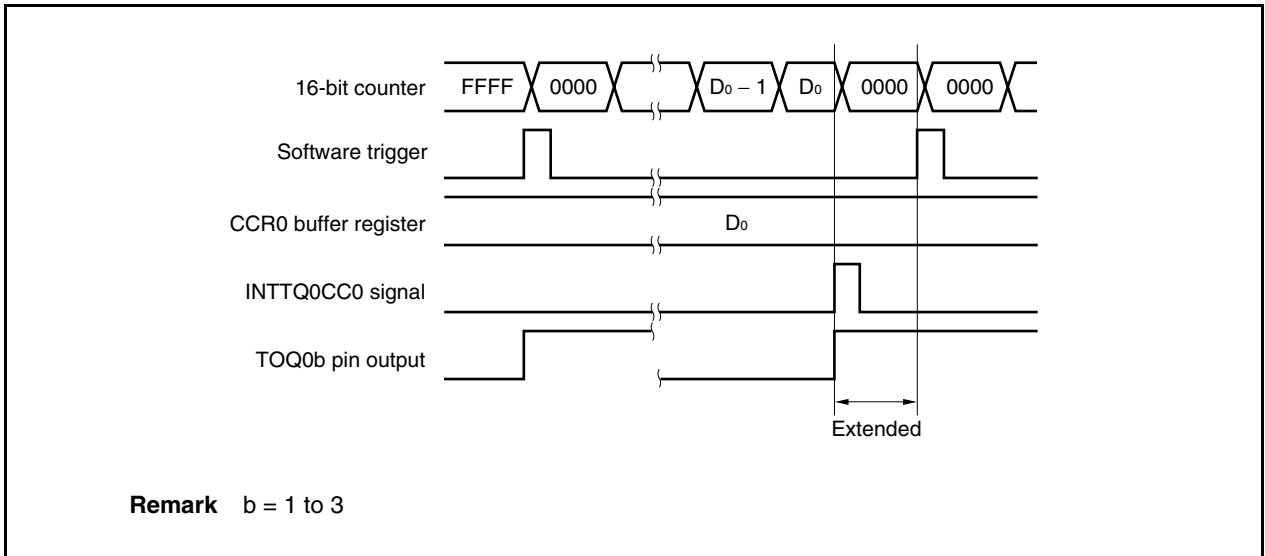 16-bit counter FFFF 0000 D0 − 1 D0 0000 0000
Software trigger
CCR0 buffer register D0
INTTQ0CC0 signal
TOQ0b pin output
Extended
Remark b = 1 to 3